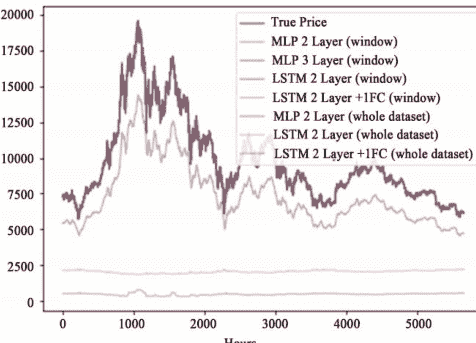 20000
17500
15000
12500
10000
7500
5000
2500
0
True Price
MLP 2 Layer (window)
MLP 3 Layer (window)
LSTM 2 Layer (window)
LSTM 2 Layer +1FC (window)
MLP 2 Layer (whole dataset)
LSTM 2 Layer (whole dataset)
LSTM 2 Layer +1FC (whole dataset)
0 1000 2000 3000 4000 5000
Hours